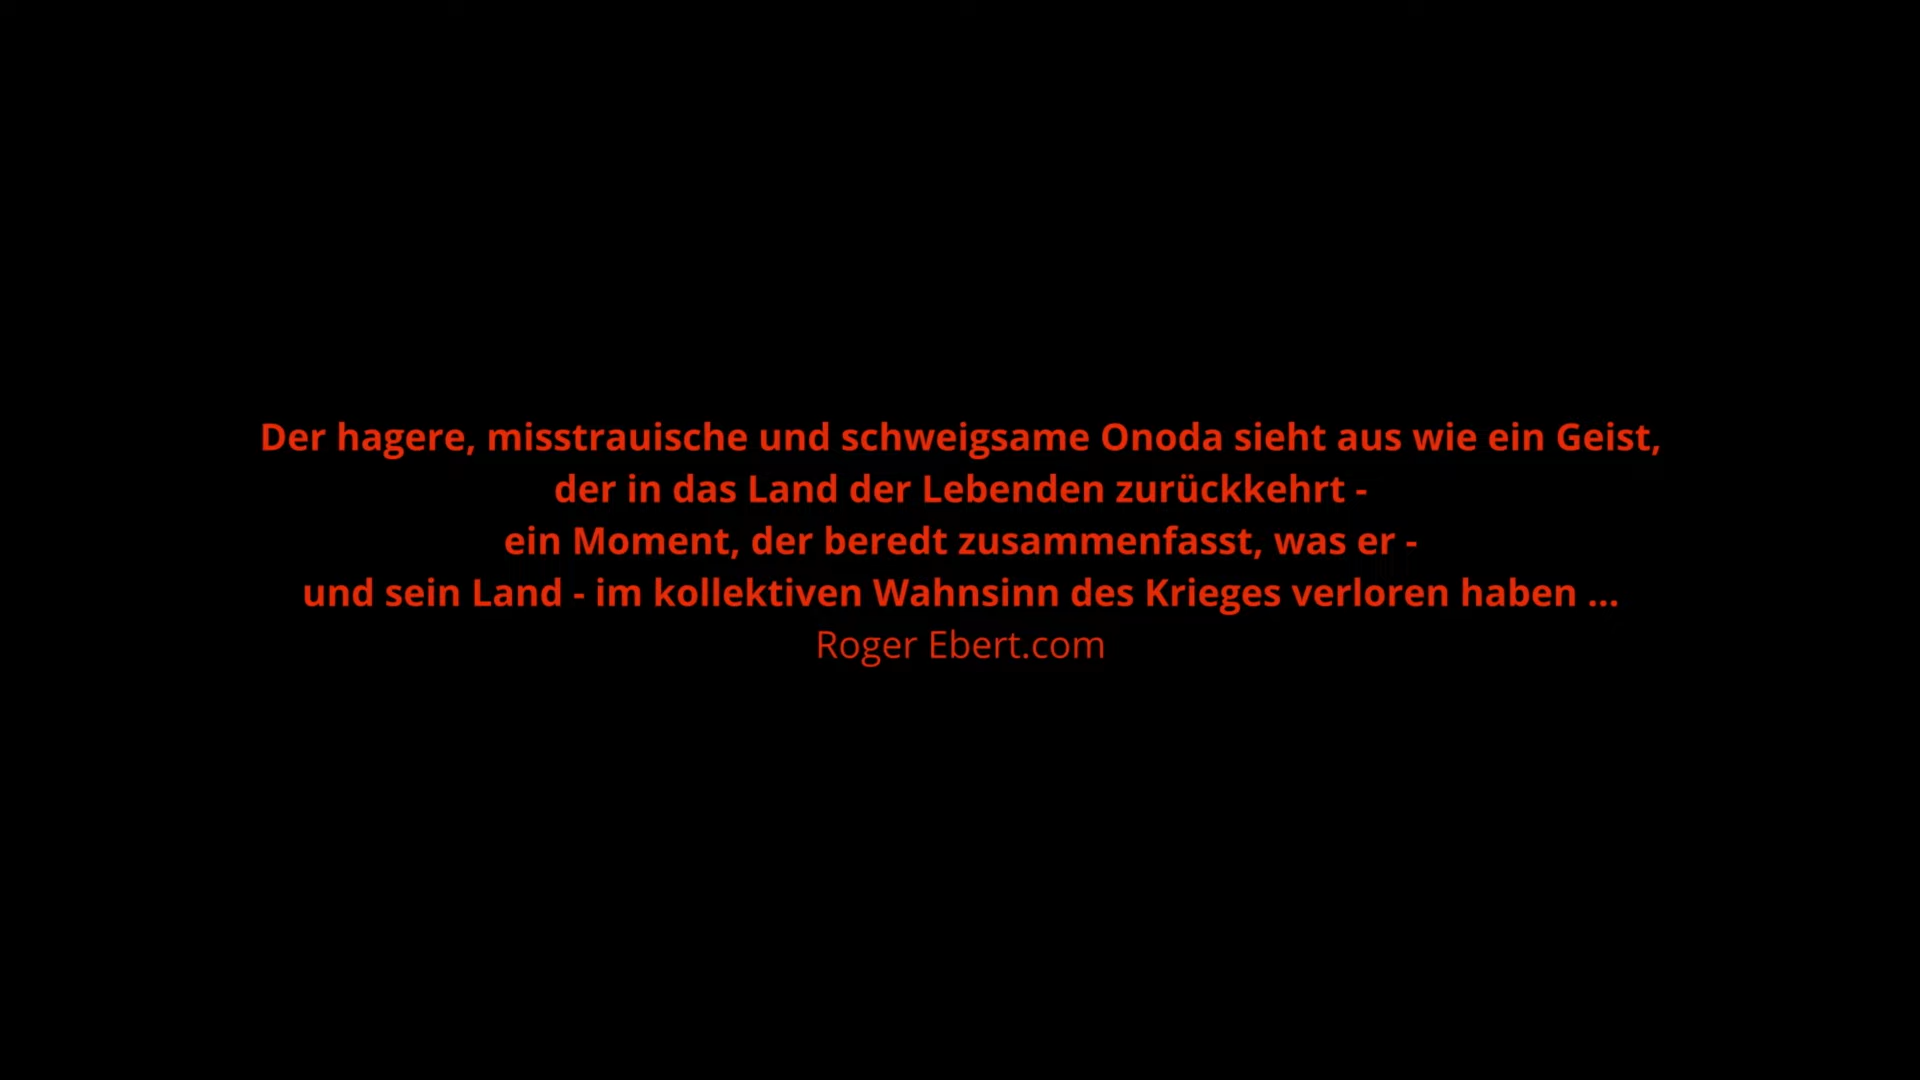 Der hagere, misstrauische und schweigsame Onoda sieht aus wie ein Geist,
der in das Land der Lebenden zurückkehrt -
ein Moment, der beredt zusammenfasst, was er -
und sein Land - im kollektiven Wahnsinn des Krieges verloren haben ...
Roger Ebert.com